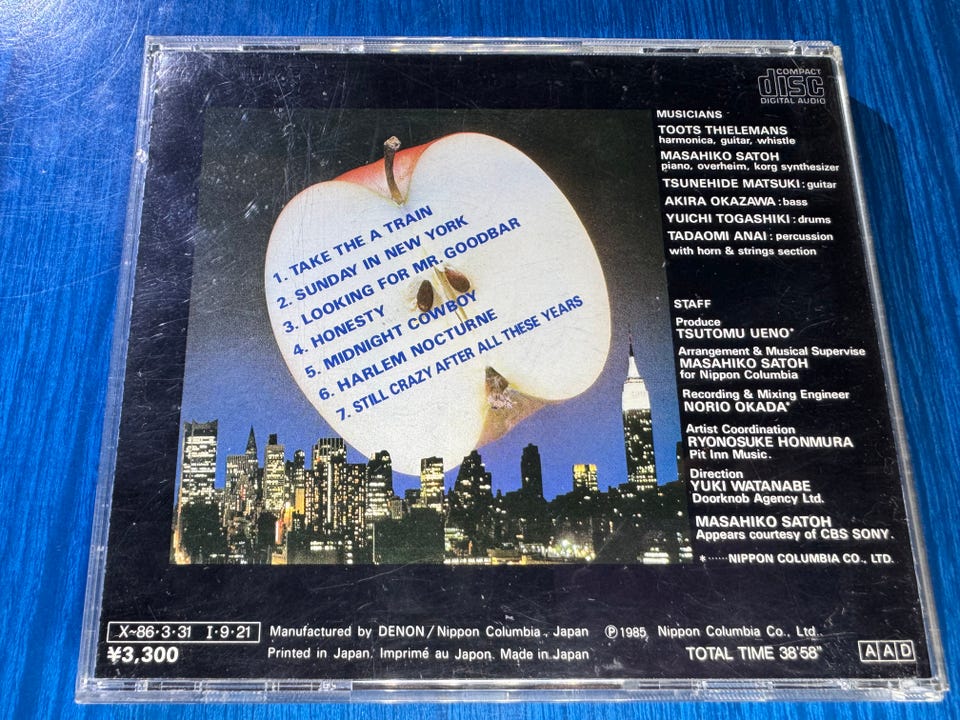 COMPACT
disc
DIGITAL AUDIO
MUSICIANS
TOOTS THIELEMANS
harmonica, guitar, whistle
MASAHIKO SATOH
piano, overheim, korg synthesizer
TSUNEHIDE MATSUKI : guitar
AKIRA OKAZAWA : bass
YUICHI TOGASHIKI : drums
TADAOMI ANAI : percussion
with horn & strings section
1. TAKE THE A TRAIN
2. SUNDAY IN NEW YORK
3. LOOKING FOR MR. GOODBAR
4. HONESTY
5. MIDNIGHT COWBOY
6. HARLEM NOCTURNE
7. STILL CRAZY AFTER ALL THESE YEARS
STAFF
Produce
TSUTOMU UENO*
Arrangement & Musical Supervise
MASAHIKO SATOH
for Nippon Columbia
Recording & Mixing Engineer
NORIO OKADA*
Artist Coordination
RYONOSUKE HONMURA
Pit Inn Music.
Direction
YUKI WATANABE
Doorknob Agency Ltd.
MASAHIKO SATOH
Appears courtesy of CBS SONY.
* ······NIPPON COLUMBIA CO., LTD.
X~86·3·31 I·9·21
¥3,300
Manufactured by DENON / Nippon Columbia, Japan
Printed in Japan. Imprimé au Japon. Made in Japan
℗1985, Nippon Columbia Co., Ltd.
TOTAL TIME 38'58"
AAD